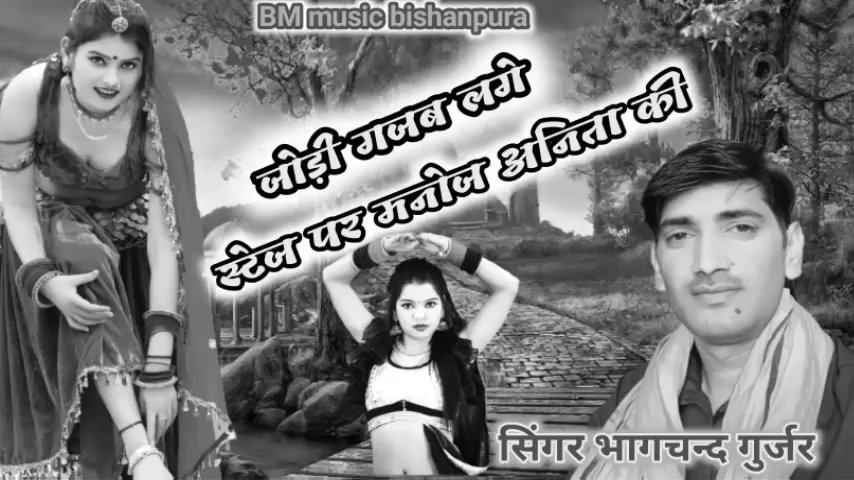 BM music bishanpura
जोड़ी गजब लगे
स्टेज पर मनोज अनिता की
सिंगर भागचन्द गुर्जर